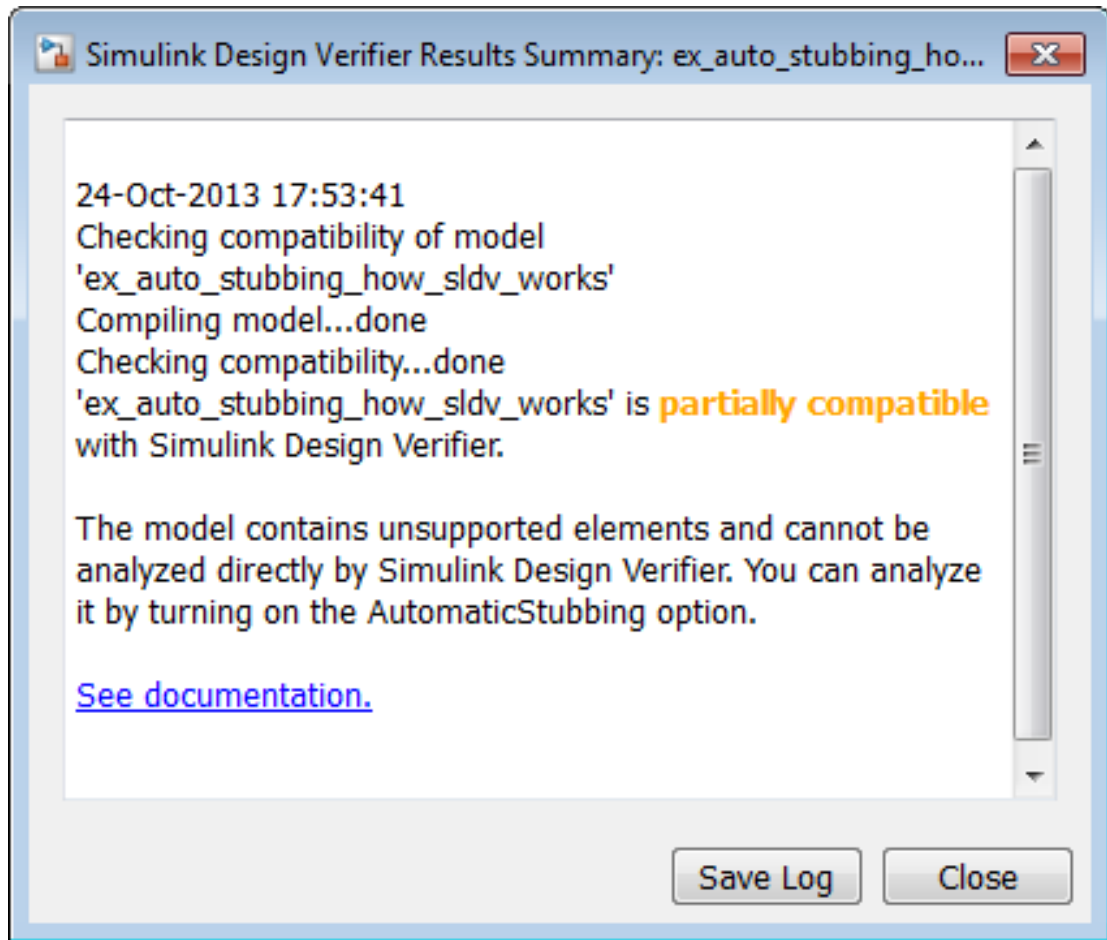 Simulink Design Verifier Results Summary: ex_auto_stubbing_ho...
24-Oct-2013 17:53:41
Checking compatibility of model
'ex_auto_stubbing_how_sldv_works'
Compiling model...done
Checking compatibility...done
'ex_auto_stubbing_how_sldv_works' is partially compatible
with Simulink Design Verifier.
The model contains unsupported elements and cannot be
analyzed directly by Simulink Design Verifier. You can analyze
it by turning on the AutomaticStubbing option.
See documentation.
Save Log Close